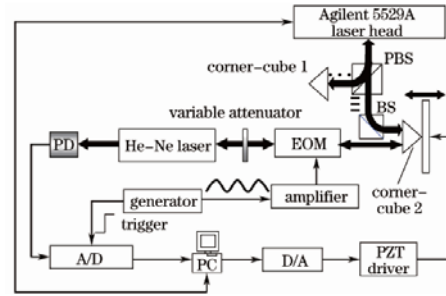 Agilent 5529A
laser head
corner-cube 1
PBS
BS
variable attenuator
PD
He-Ne laser
EOM
corner-
cube 2
generator
amplifier
trigger
A/D
PC
D/A
PZT
driver